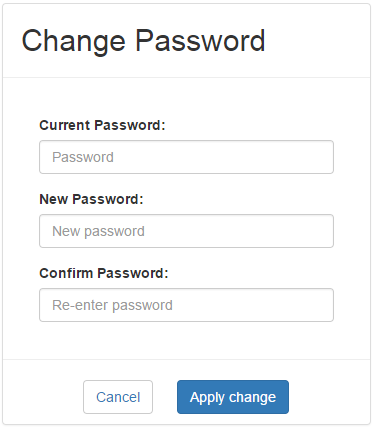 Change Password
Current Password:
Password
New Password:
New password
Confirm Password:
Re-enter password
Cancel Apply change